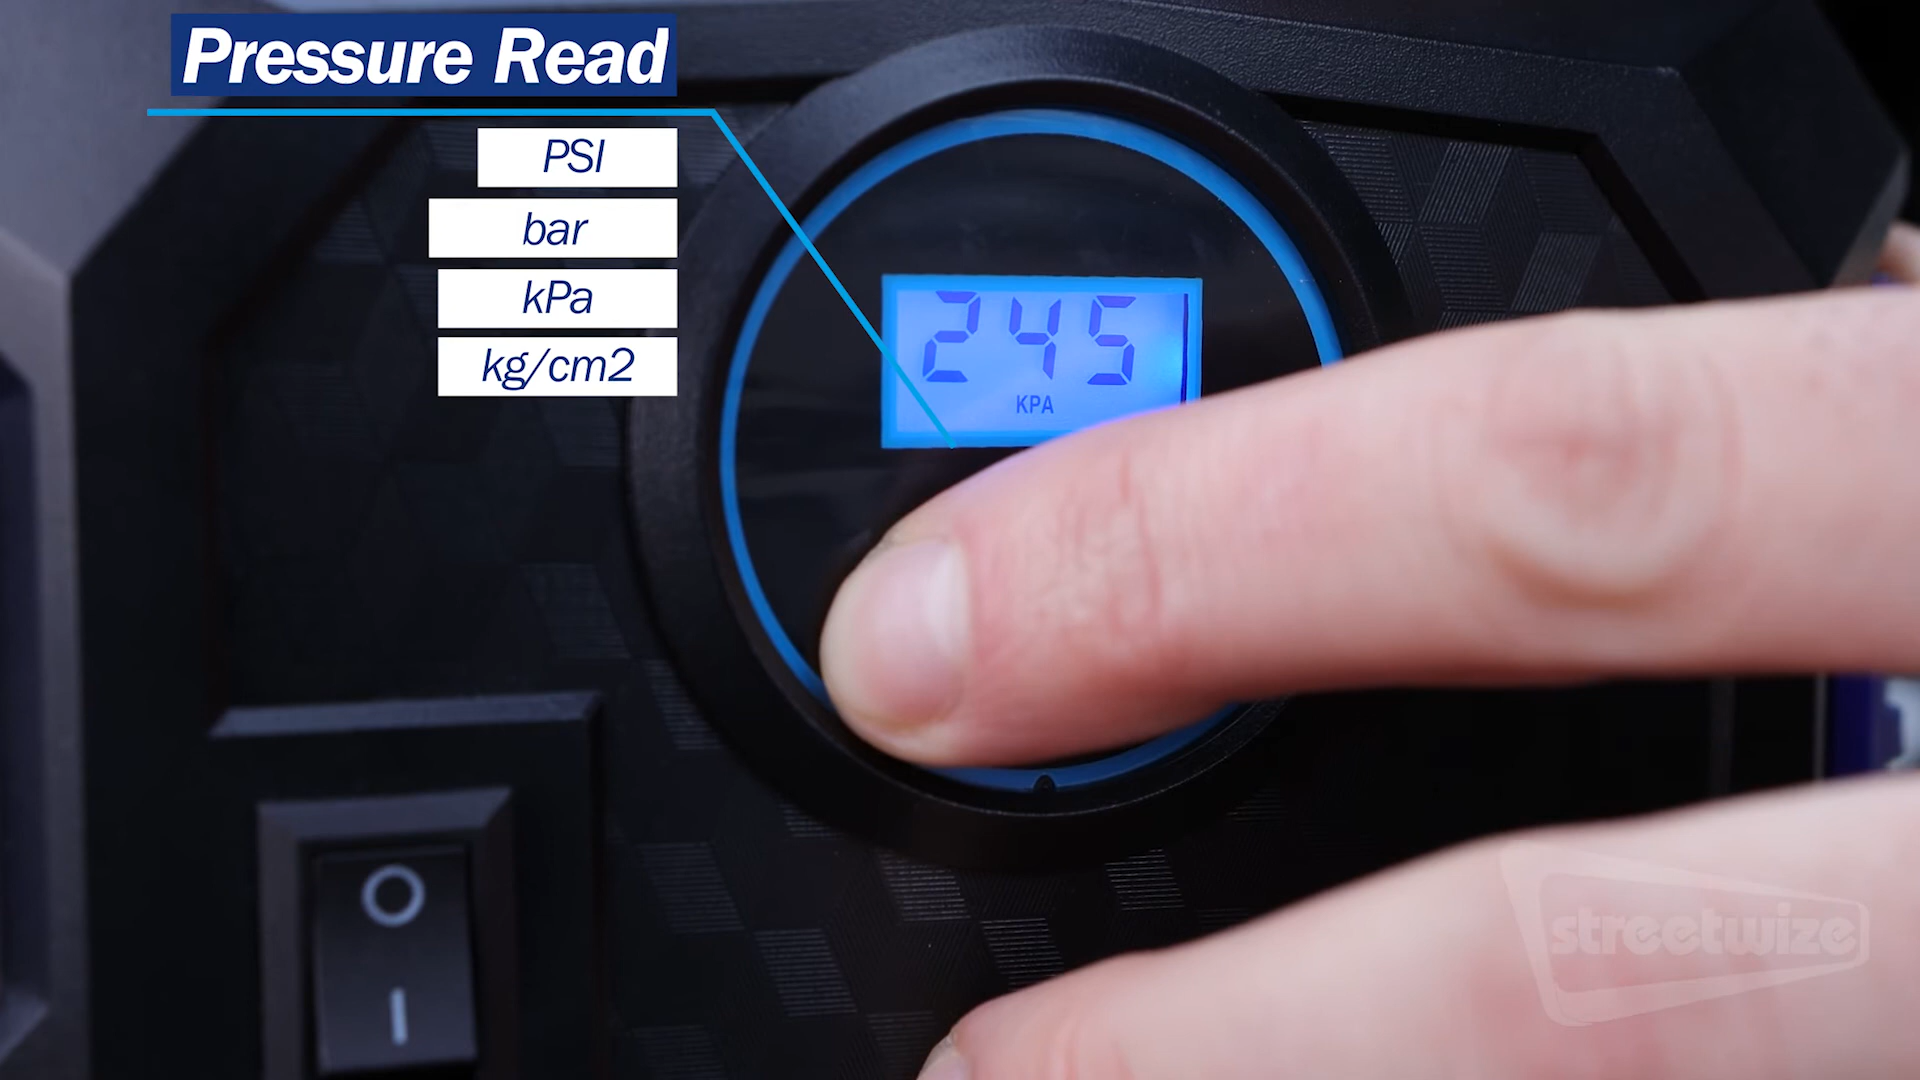 Pressure Read
PSI
bar
kPa
kg/cm2
245
KPA
streetwize